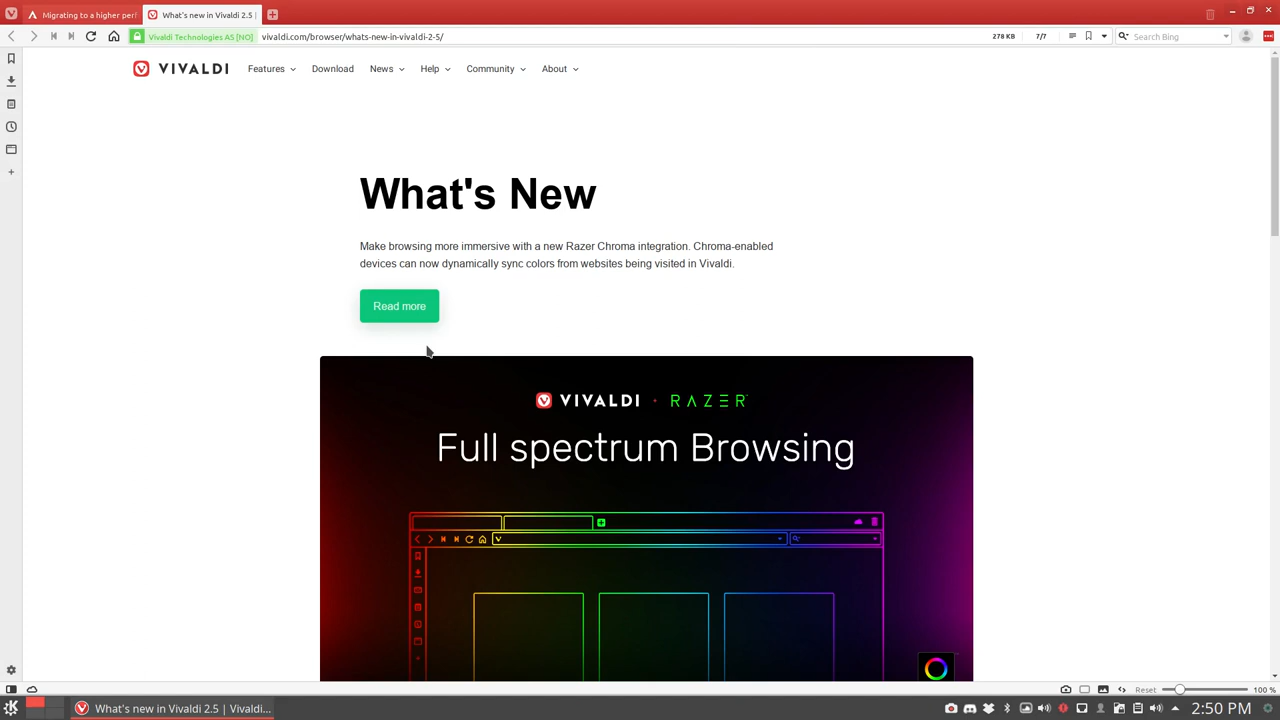 Migrating to a higher perf
What's new in Vivaldi 2.5 |
Vivaldi Technologies AS [NO]
vivaldi.com/browser/whats-new-in-vivaldi-2-5/
278 KB
7/7
Search Bing
VIVALDI
Features
Download
News
Help
Community
About
What's New
Make browsing more immersive with a new Razer Chroma integration. Chroma-enabled
devices can now dynamically sync colors from websites being visited in Vivaldi.
Read more
VIVALDI + RAZER
Full spectrum Browsing
Reset
100 %
What's new in Vivaldi 2.5 | Vivaldi...
2:50 PM